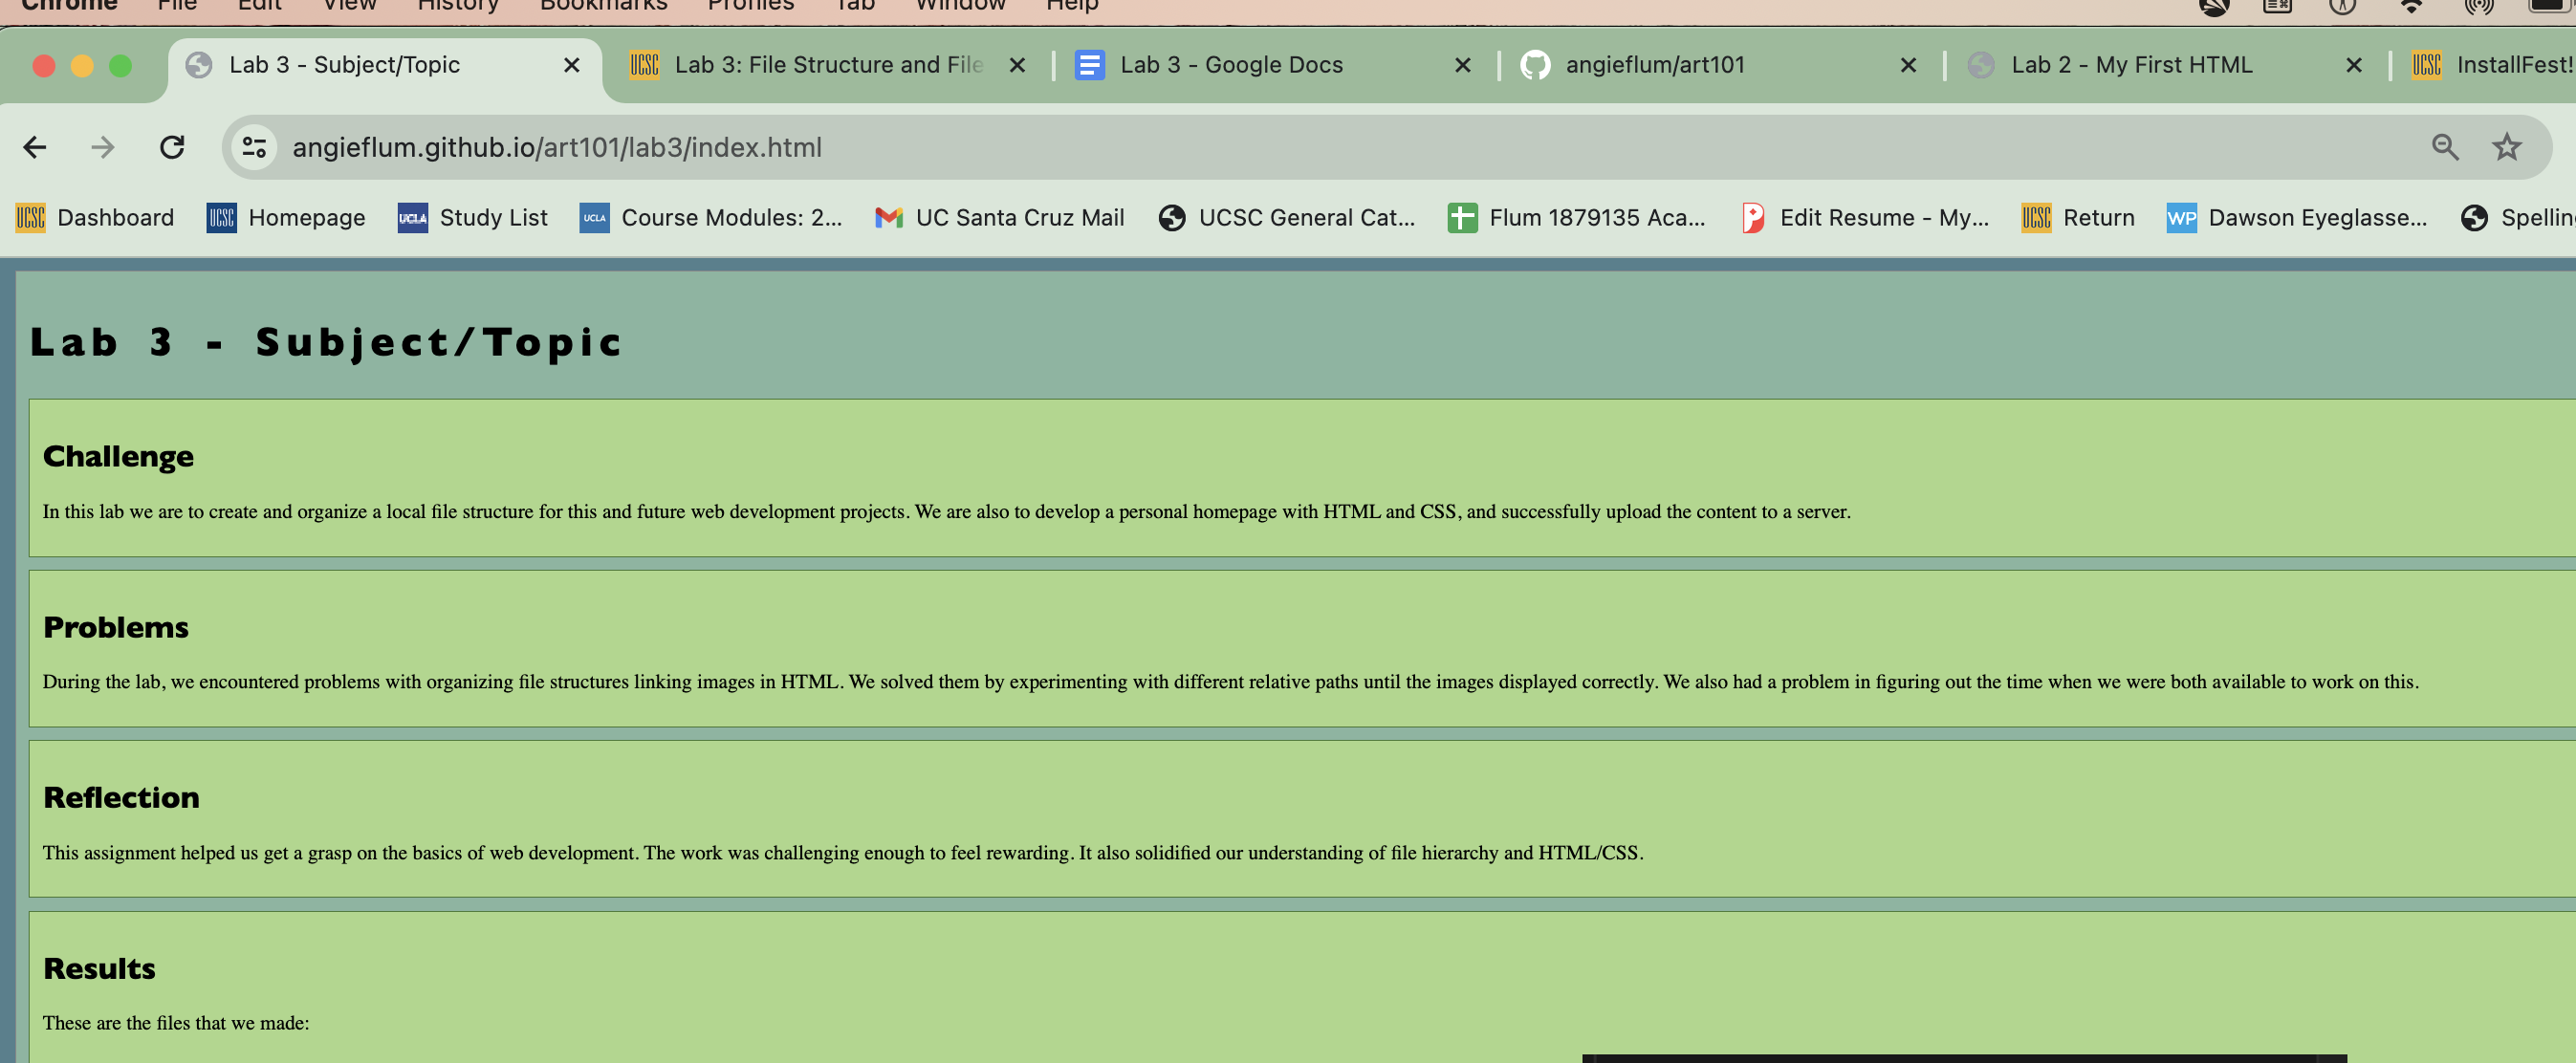 Chrome File Edit View History Bookmarks Profiles Tab Window Help
Lab 3 - Subject/Topic UCSC Lab 3: File Structure and File Lab 3 - Google Docs angieflum/art101 Lab 2 - My First HTML UCSC InstallFest!
angieflum.github.io/art101/lab3/index.html
UCSC Dashboard UCSC Homepage UCLA Study List UCLA Course Modules: 2... UC Santa Cruz Mail UCSC General Cat... Flum 1879135 Aca... Edit Resume - My... UCSC Return WP Dawson Eyeglasse... Spellin
Lab 3 - Subject/Topic
Challenge
In this lab we are to create and organize a local file structure for this and future web development projects. We are also to develop a personal homepage with HTML and CSS, and successfully upload the content to a server.
Problems
During the lab, we encountered problems with organizing file structures linking images in HTML. We solved them by experimenting with different relative paths until the images displayed correctly. We also had a problem in figuring out the time when we were both available to work on this.
Reflection
This assignment helped us get a grasp on the basics of web development. The work was challenging enough to feel rewarding. It also solidified our understanding of file hierarchy and HTML/CSS.
Results
These are the files that we made: